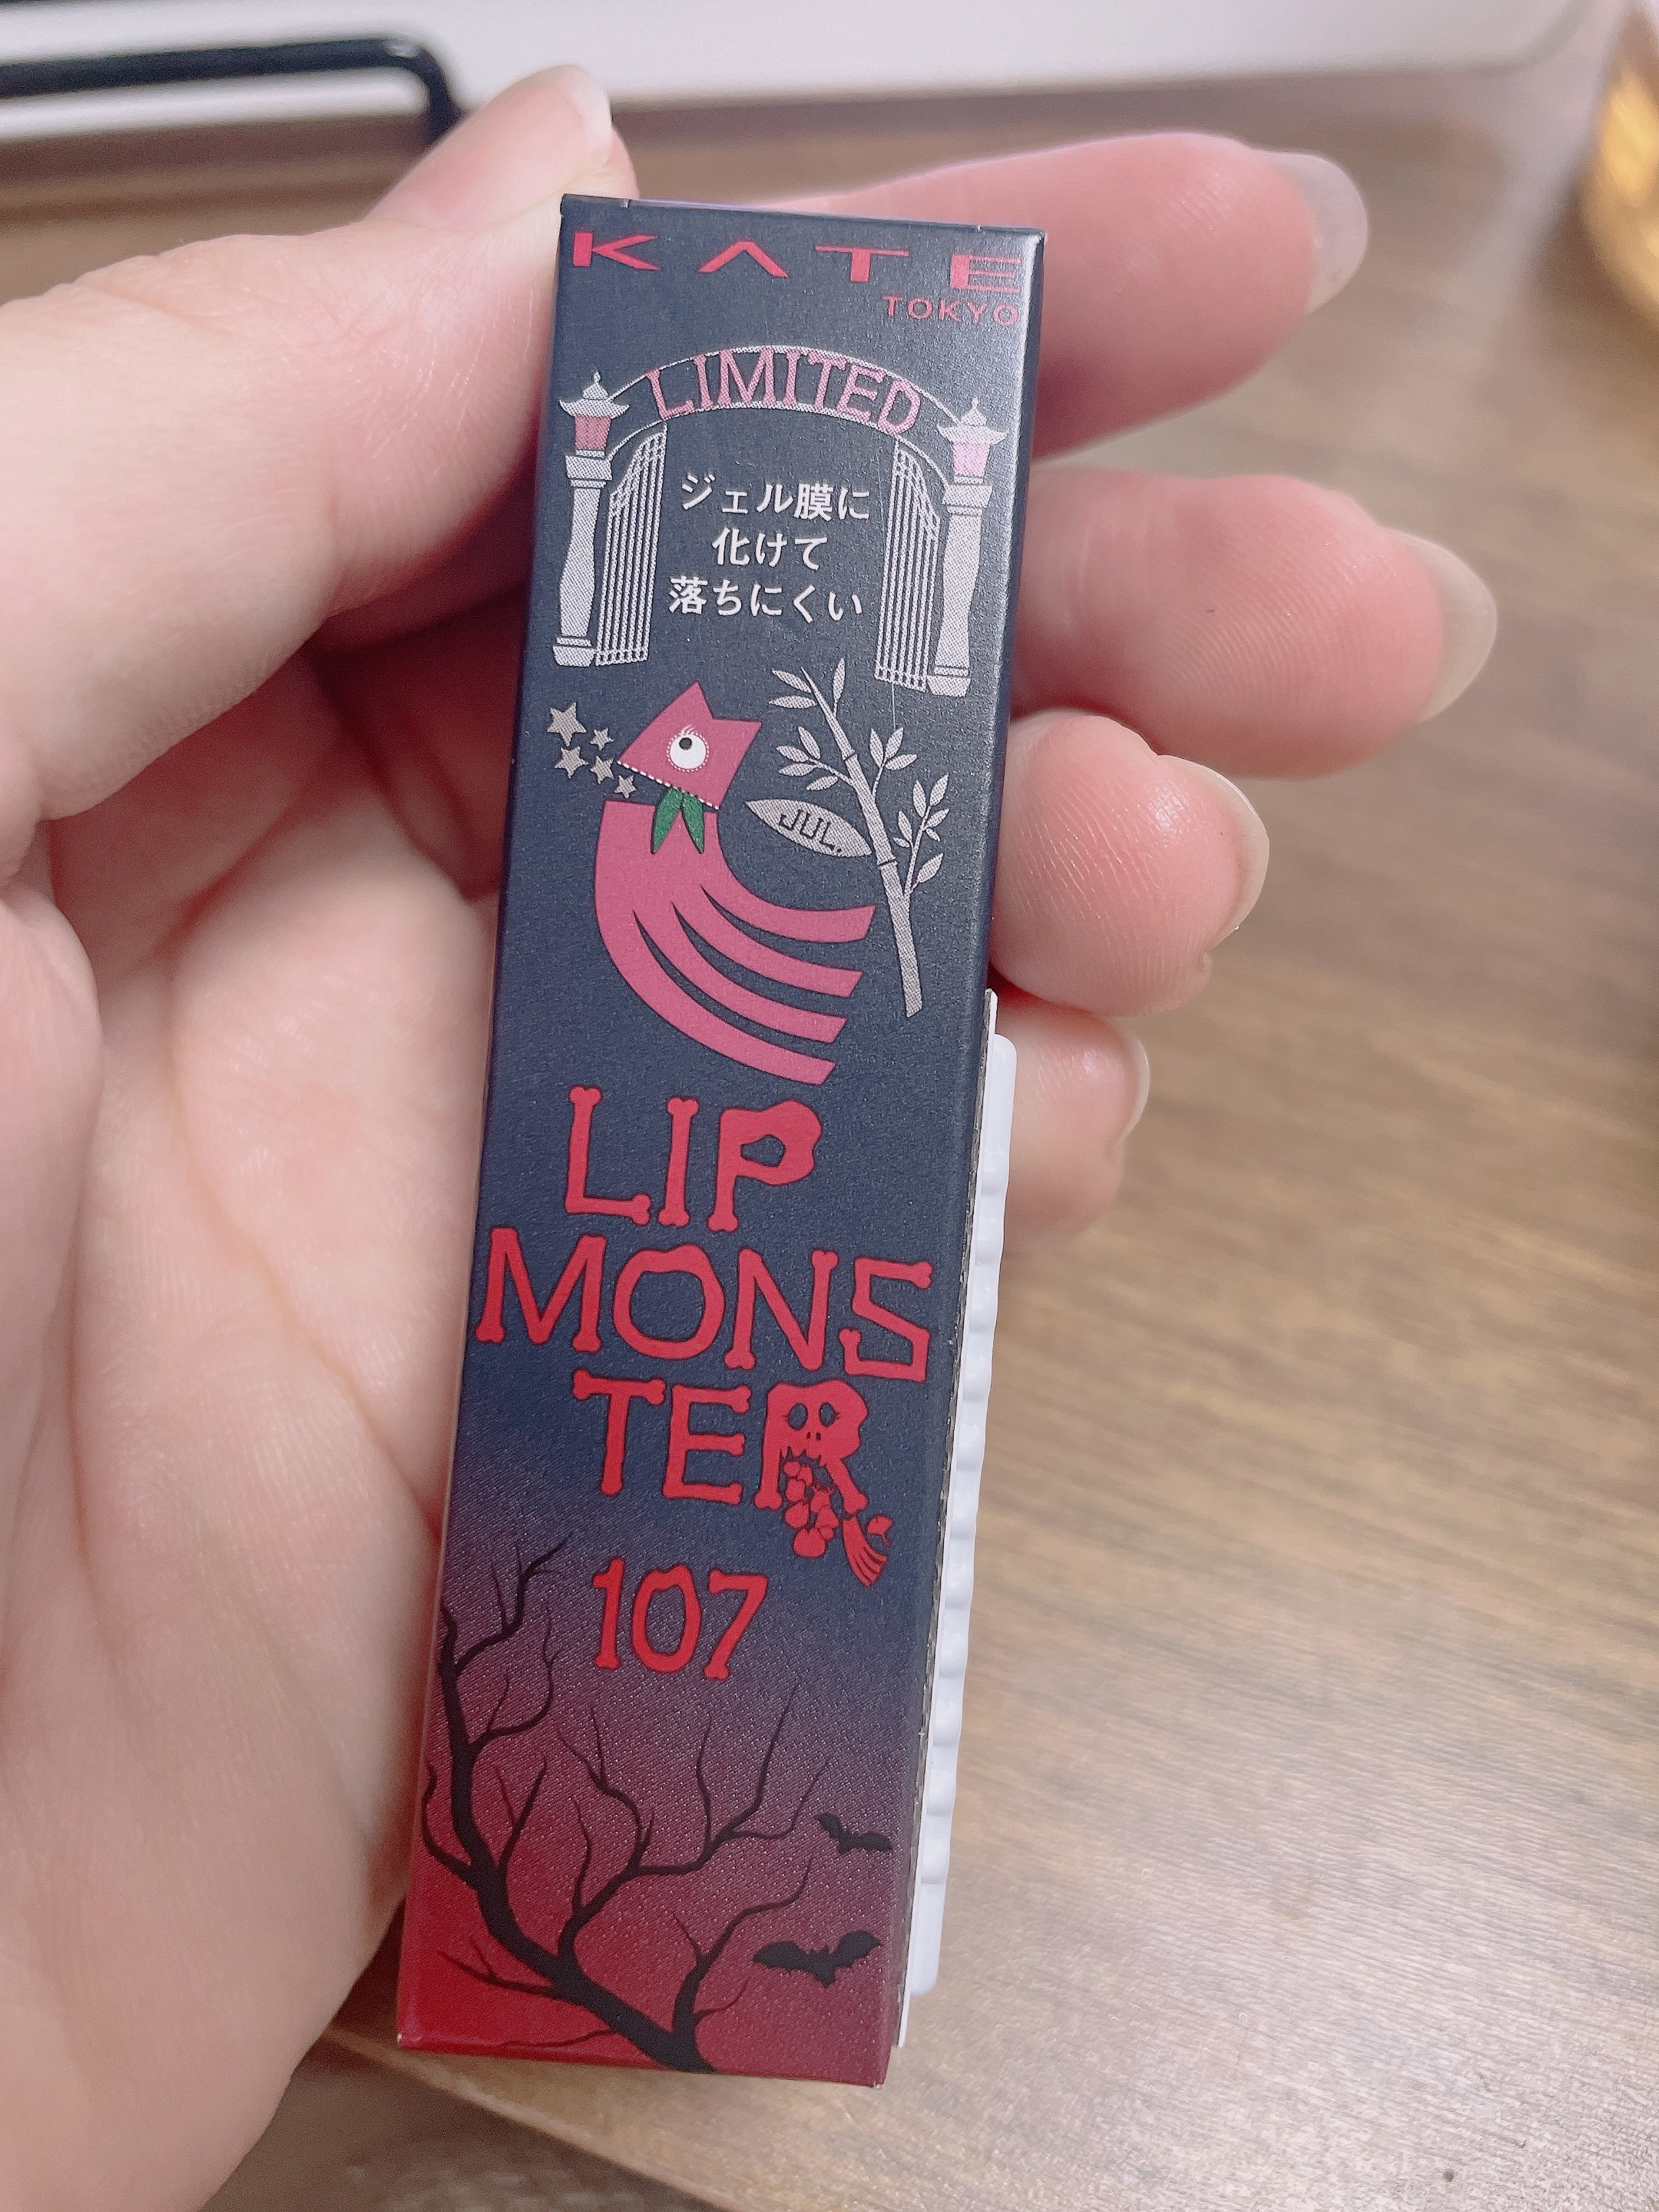 KATE
TOKYO
LIMITED
ジェル膜に
化けて
落ちにくい
JUL.
LIP
MONS
TER
107